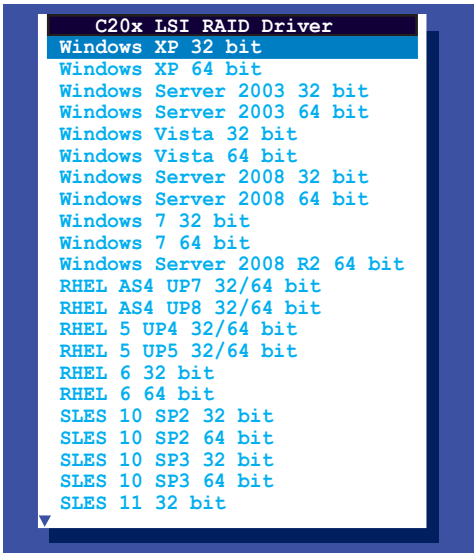 C20x LSI RAID Driver
Windows XP 32 bit
Windows XP 64 bit
Windows Server 2003 32 bit
Windows Server 2003 64 bit
Windows Vista 32 bit
Windows Vista 64 bit
Windows Server 2008 32 bit
Windows Server 2008 64 bit
Windows 7 32 bit
Windows 7 64 bit
Windows Server 2008 R2 64 bit
RHEL AS4 UP7 32/64 bit
RHEL AS4 UP8 32/64 bit
RHEL 5 UP4 32/64 bit
RHEL 5 UP5 32/64 bit
RHEL 6 32 bit
RHEL 6 64 bit
SLES 10 SP2 32 bit
SLES 10 SP2 64 bit
SLES 10 SP3 32 bit
SLES 10 SP3 64 bit
SLES 11 32 bit